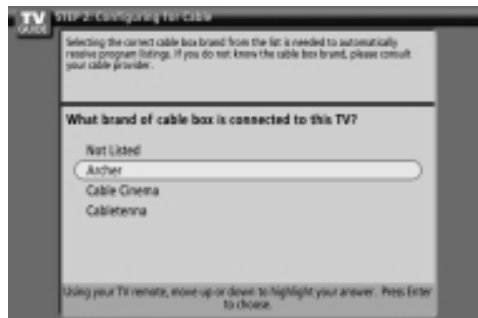 TV
GUIDE
STEP 2: Configuring for Cable
Selecting the correct cable box brand from the list is needed to automatically
receive program listings. If you do not know the cable box brand, please consult
your cable provider.
What brand of cable box is connected to this TV?
Not Listed
Archer
Cable Cinema
Cabletenna
Using your TV remote, move up or down to highlight your answer. Press Enter
to choose.